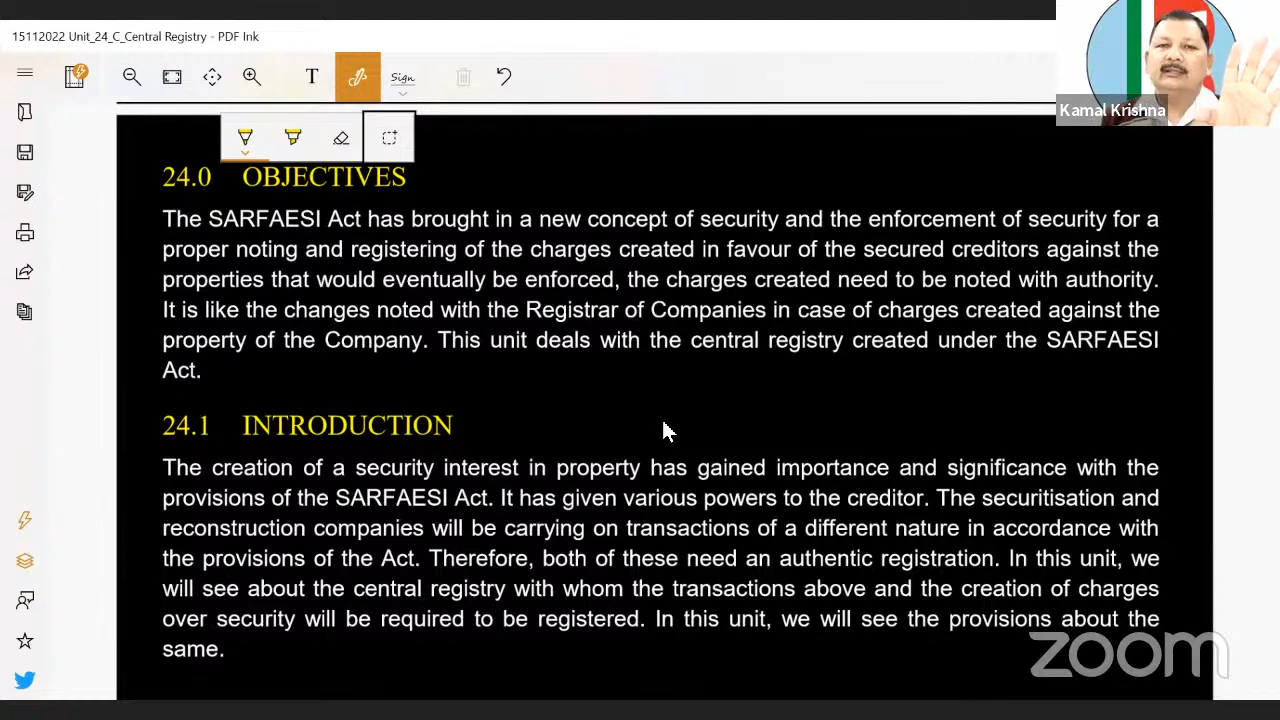 15112022 Unit_24_C_Central Registry - PDF Ink
Kamal Krishna
T
Sign
24.0 OBJECTIVES
The SARFAESI Act has brought in a new concept of security and the enforcement of security for a
proper noting and registering of the charges created in favour of the secured creditors against the
properties that would eventually be enforced, the charges created need to be noted with authority.
It is like the changes noted with the Registrar of Companies in case of charges created against the
property of the Company. This unit deals with the central registry created under the SARFAESI
Act.
24.1 INTRODUCTION
The creation of a security interest in property has gained importance and significance with the
provisions of the SARFAESI Act. It has given various powers to the creditor. The securitisation and
reconstruction companies will be carrying on transactions of a different nature in accordance with
the provisions of the Act. Therefore, both of these need an authentic registration. In this unit, we
will see about the central registry with whom the transactions above and the creation of charges
over security will be required to be registered. In this unit, we will see the provisions about the
same.
zoom